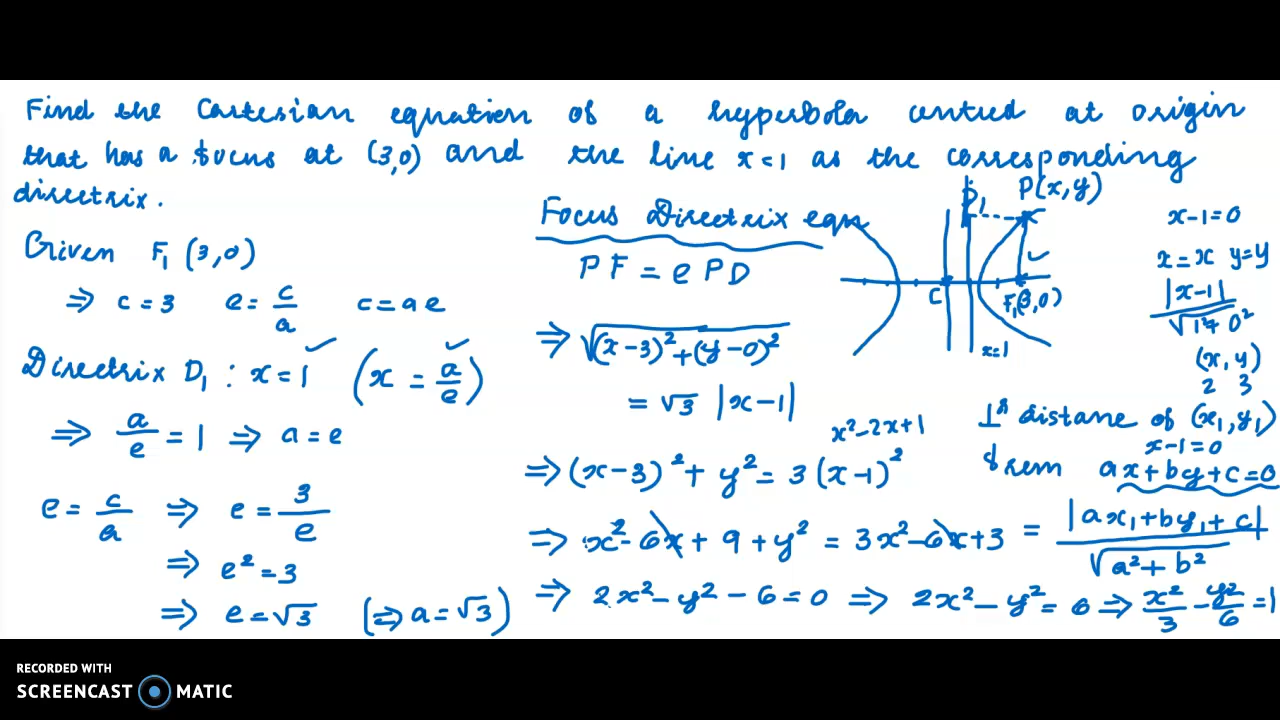 Find the Cartesian equation of a hyperbola centred at origin
that has a focus at (3,0) and the line x=1 as the corresponding
directrix.
Given F₁ (3,0)
⇒ c=3 e=c/a c=ae
Directrix D₁ : x=1 (x = a/e)
⇒ a/e = 1 ⇒ a=e
e = c/a ⇒ e = 3/e
⇒ e² = 3
⇒ e=√3 (⇒ a=√3)
Focus Directrix eqn
PF = e PD
⇒ √(x-3)²+(y-0)²
= √3 |x-1|
x²-2x+1
⇒ (x-3)² + y² = 3(x-1)²
⇒ x²-6x+9+y² = 3x²-6x+3
⇒ 2x²-y²-6=0 ⇒ 2x²-y²=6 ⇒ x²/3 - y²/6 = 1
D₁
P(x,y)
C
F₁(3,0)
x=1
x-1=0
x=x y=y
|x-1|/√1²+0²
(x,y)
2 3
⊥r distane of (x₁,y₁)
x-1=0
from ax+by+c=0
= |ax₁+by₁+c|/√a²+b²
RECORDED WITH
SCREENCAST MATIC